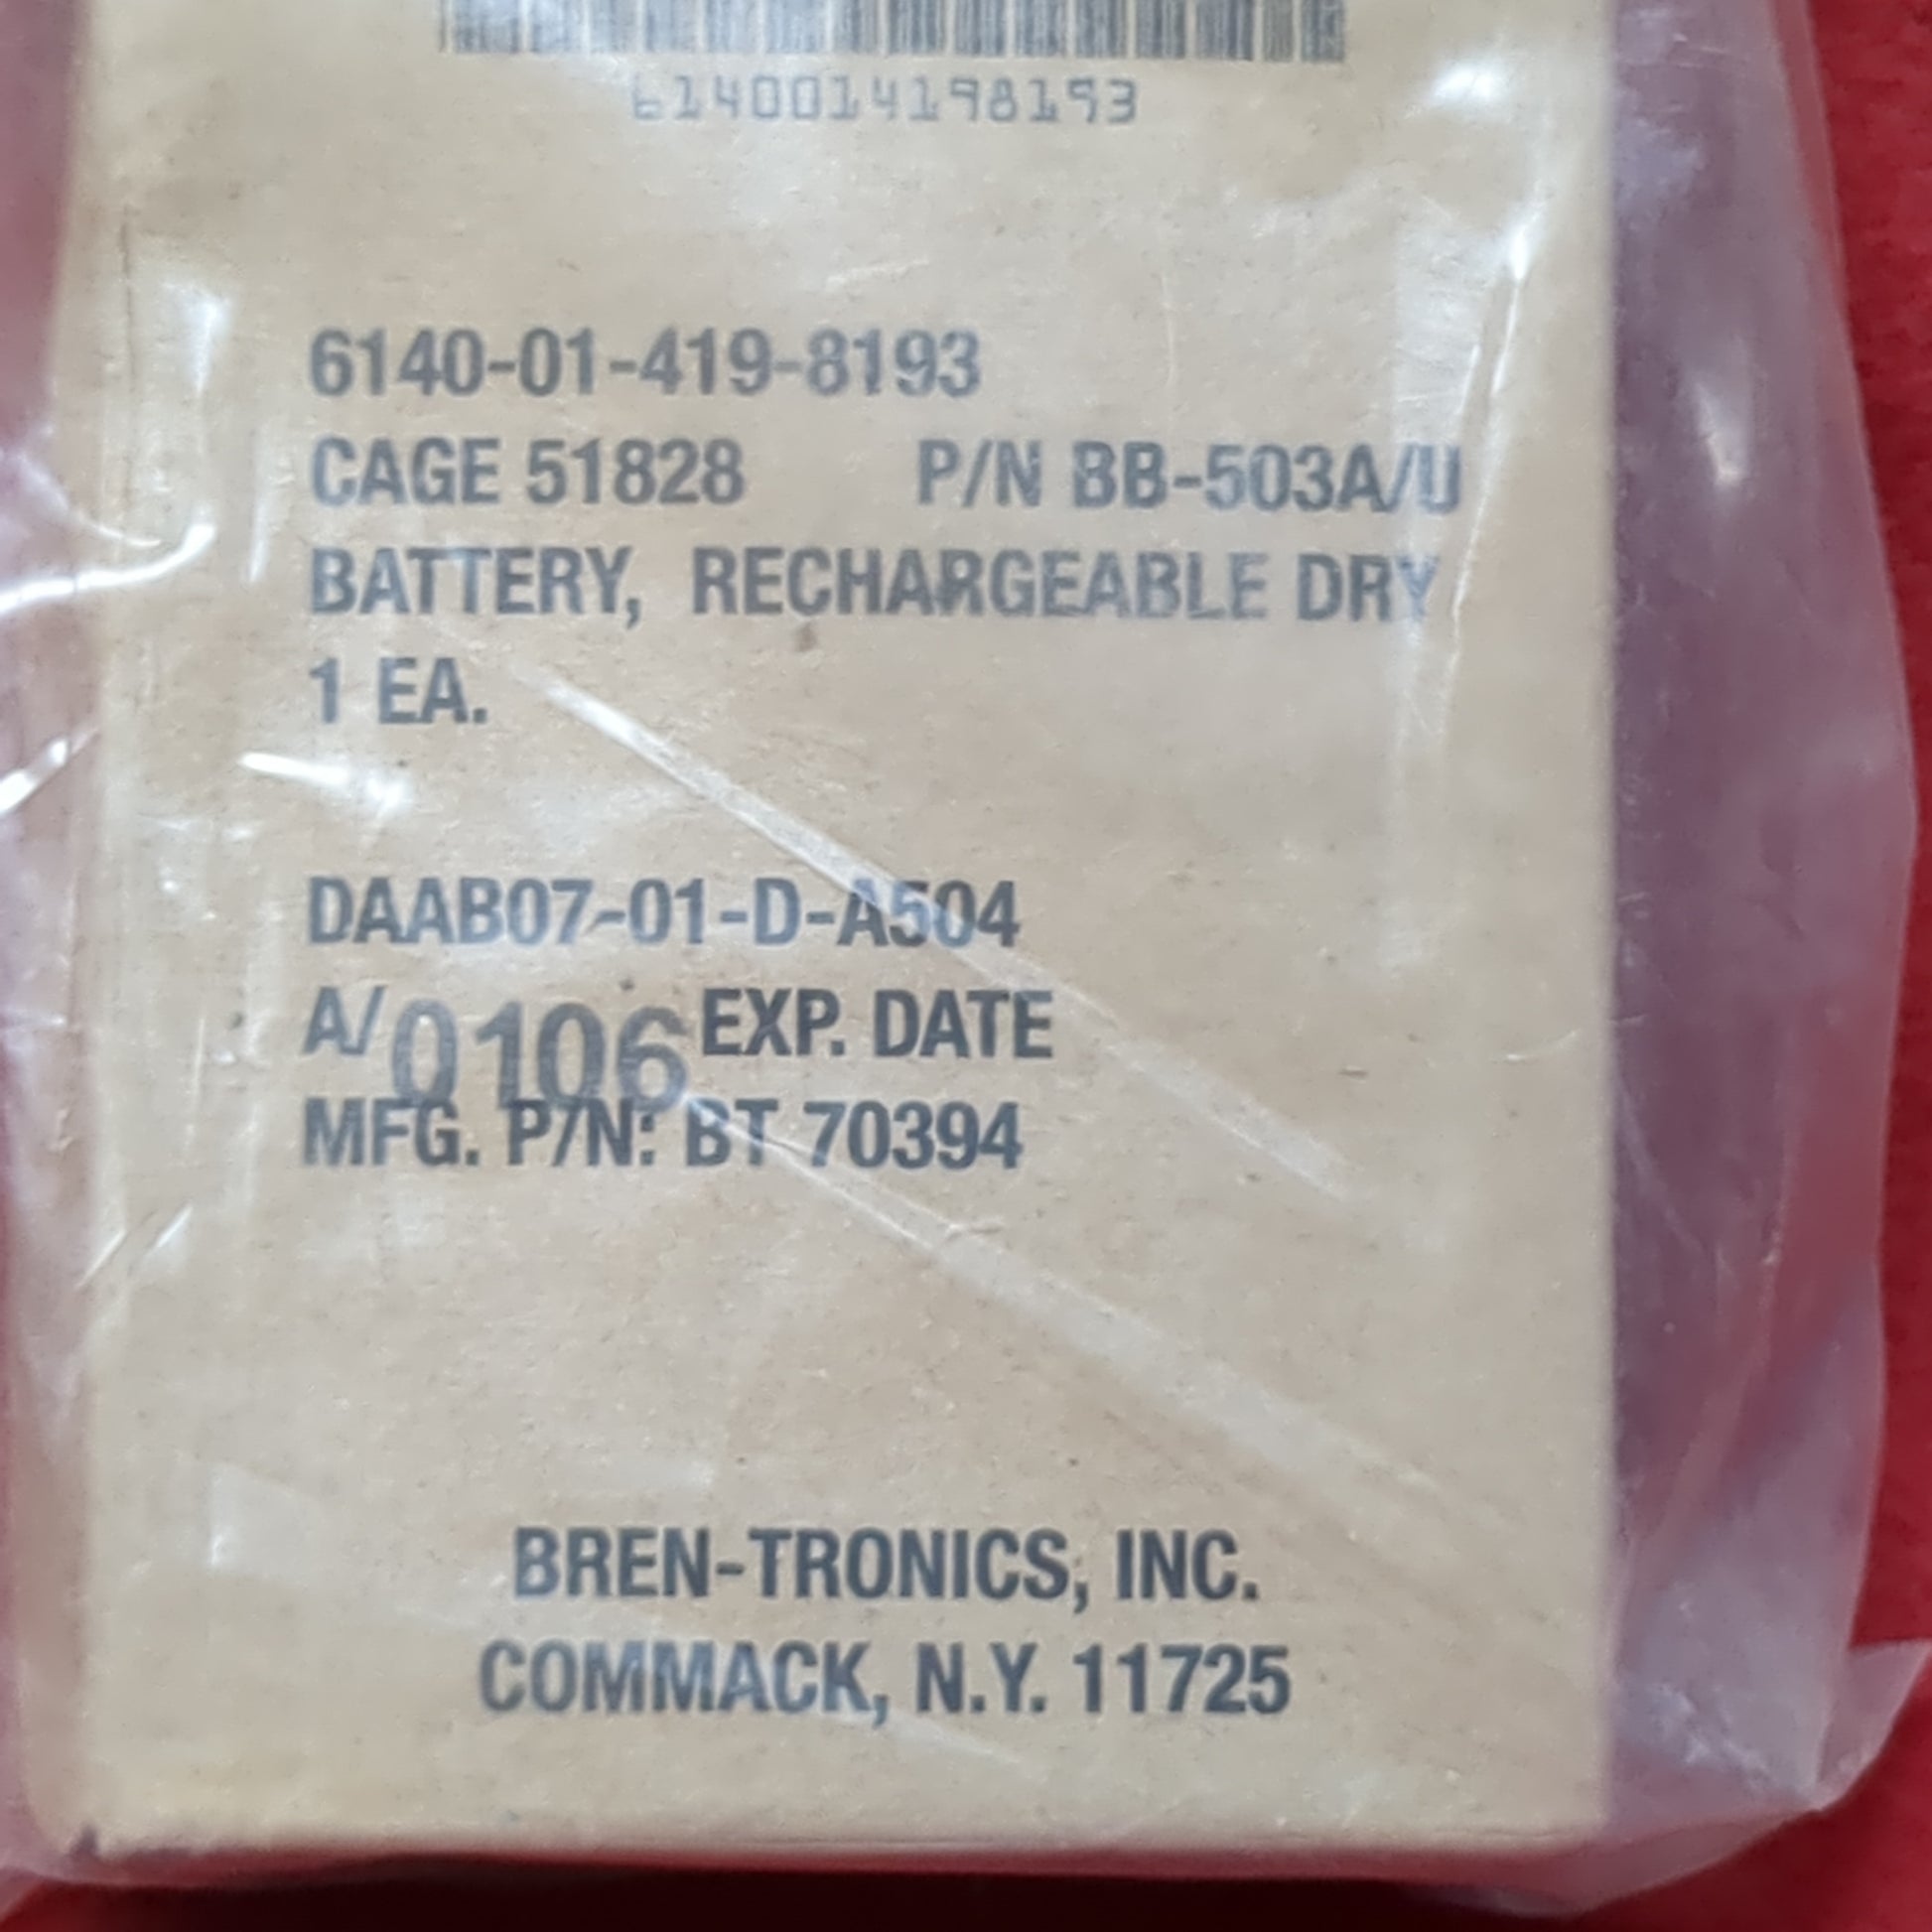 6140014198193
6140-01-419-8193
CAGE 51828 P/N BB-503A/U
BATTERY, RECHARGEABLE DRY
1 EA.
DAAB07-01-D-A504
A/0106 EXP. DATE
MFG. P/N: BT 70394
BREN-TRONICS, INC.
COMMACK, N.Y. 11725